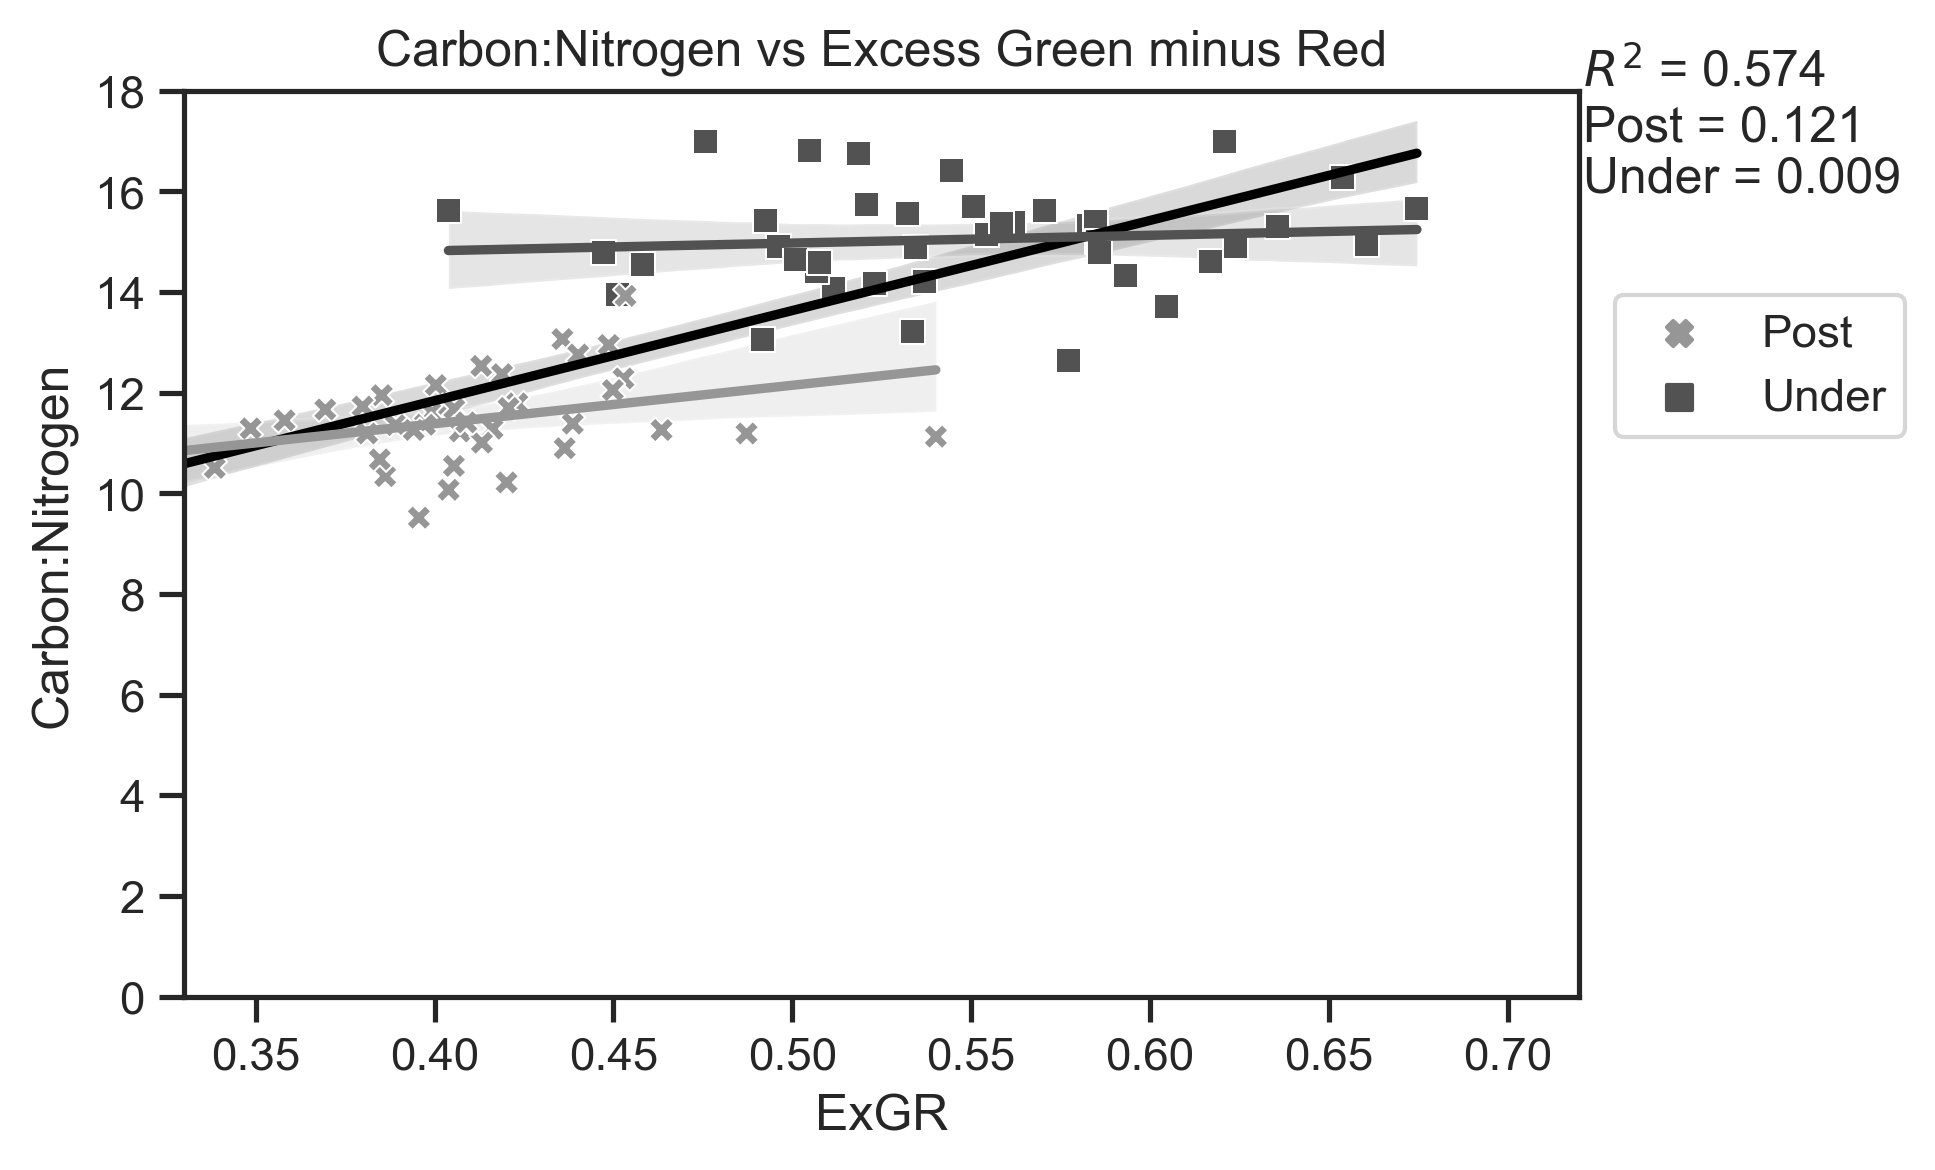 Carbon:Nitrogen vs Excess Green minus Red
R² = 0.574
Post = 0.121
Under = 0.009
18
16
14
12
10
8
6
4
2
0
Carbon:Nitrogen
Post
Under
0.35 0.40 0.45 0.50 0.55 0.60 0.65 0.70
ExGR